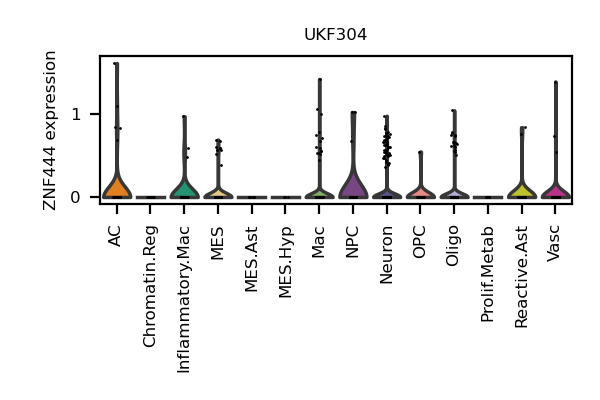 UKF304
ZNF444 expression
1
0
AC
Chromatin.Reg
Inflammatory.Mac
MES
MES.Ast
MES.Hyp
Mac
NPC
Neuron
OPC
Oligo
Prolif.Metab
Reactive.Ast
Vasc